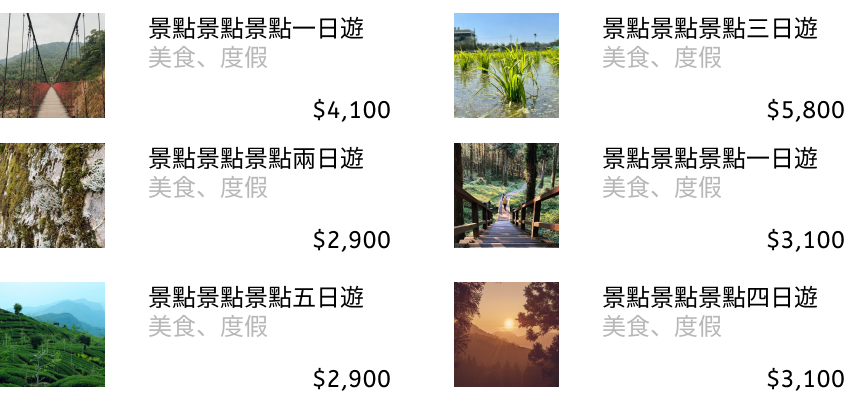 景點景點景點一日遊
美食、度假
$4,100
景點景點景點三日遊
美食、度假
$5,800
景點景點景點兩日遊
美食、度假
$2,900
景點景點景點一日遊
美食、度假
$3,100
景點景點景點五日遊
美食、度假
$2,900
景點景點景點四日遊
美食、度假
$3,100